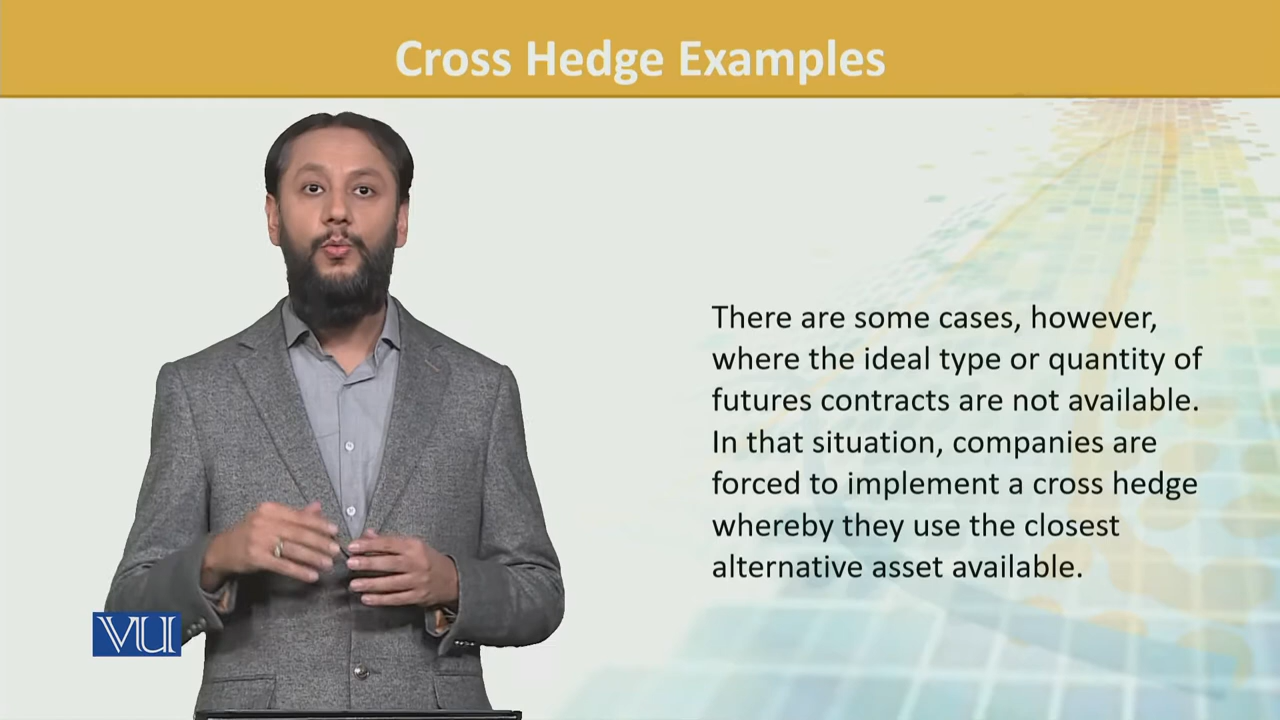 Cross Hedge Examples
There are some cases, however,
where the ideal type or quantity of
futures contracts are not available.
In that situation, companies are
forced to implement a cross hedge
whereby they use the closest
alternative asset available.
VU